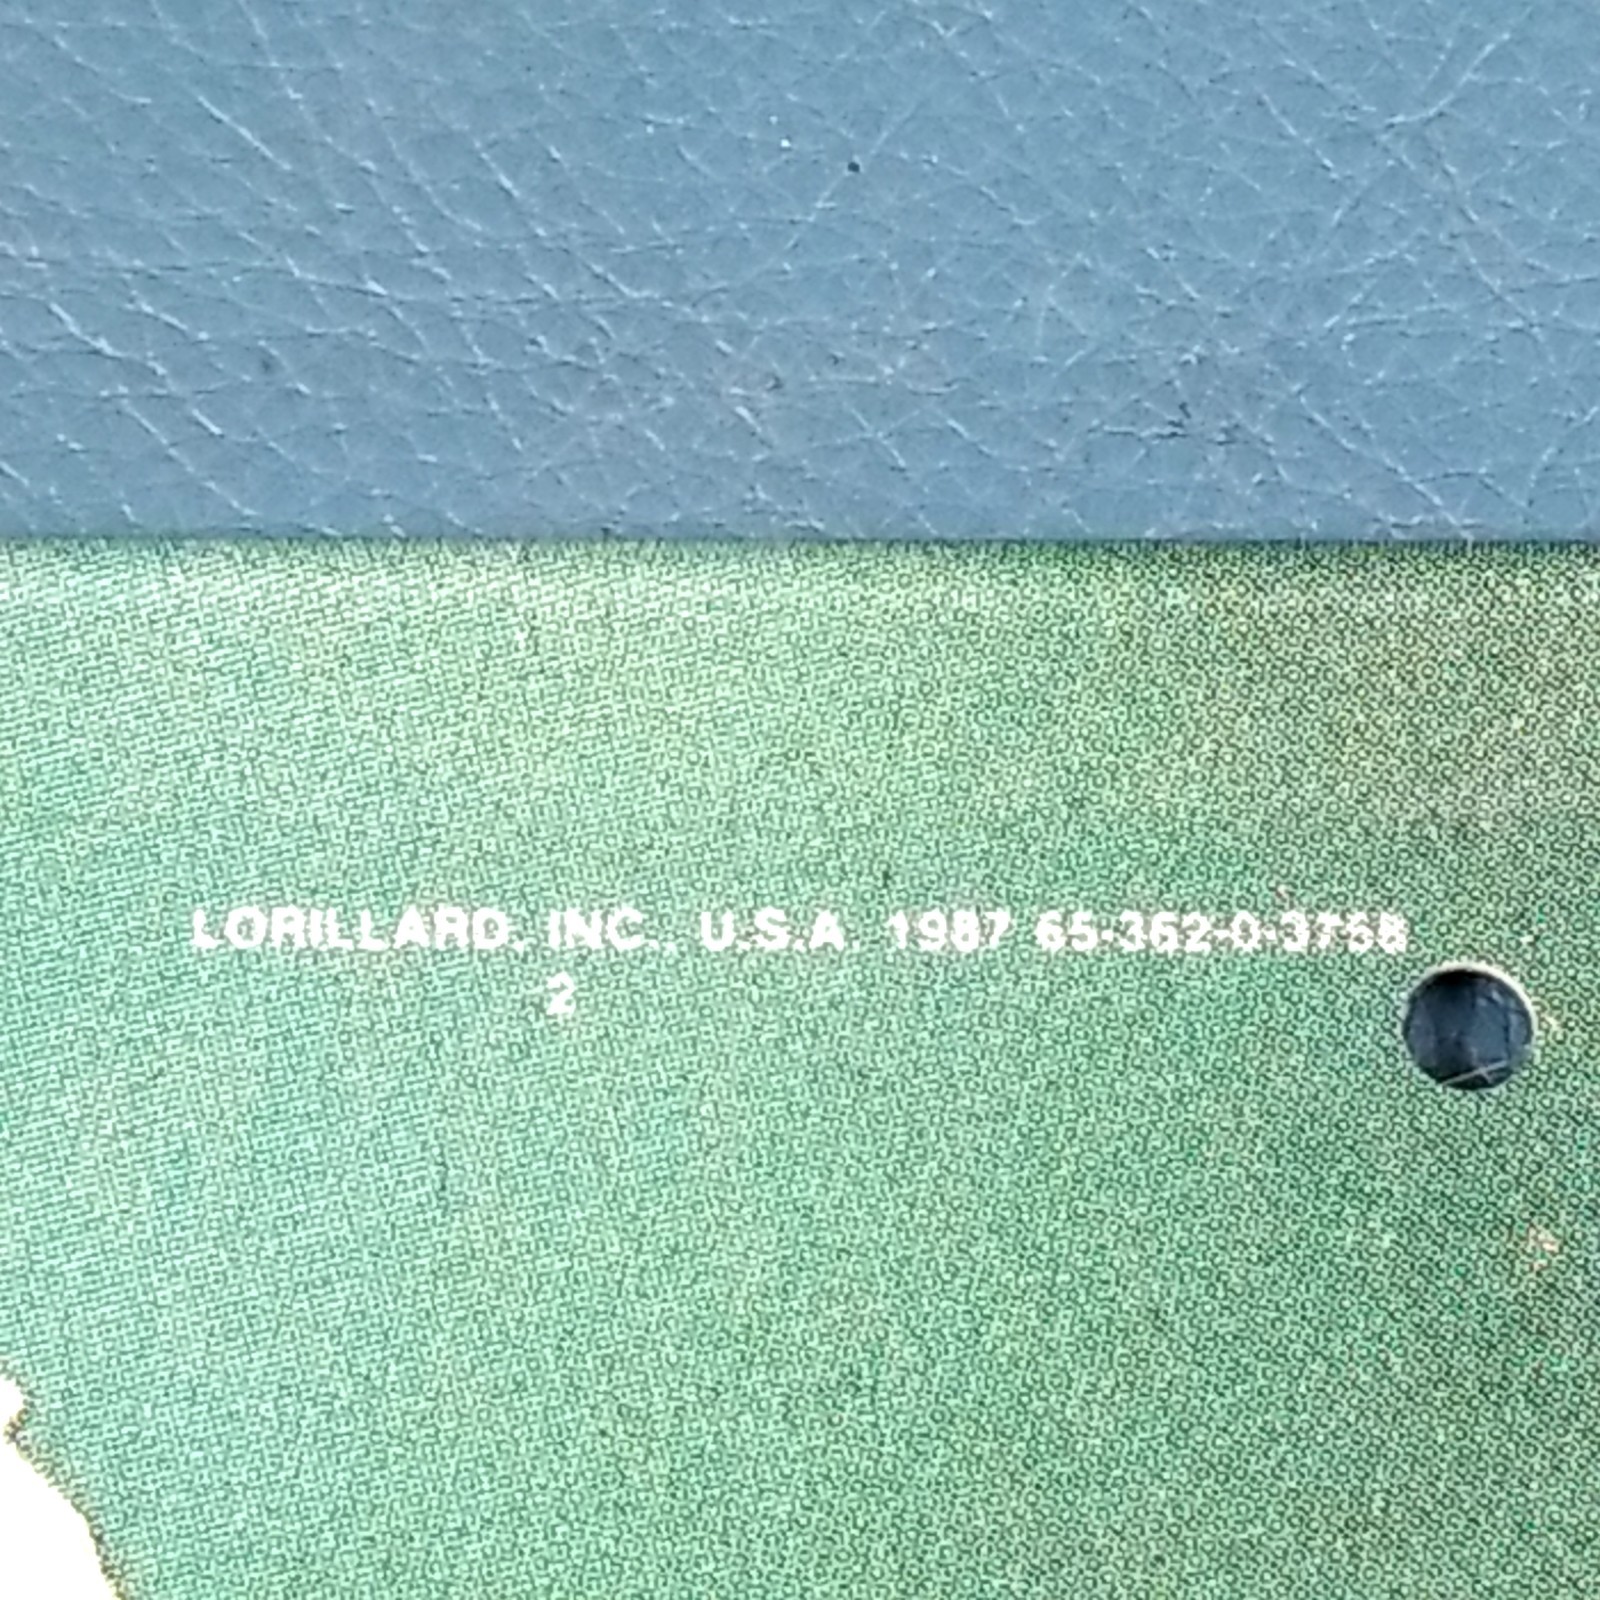 LORILLARD, INC., U.S.A. 1987 65-362-0-3758
2